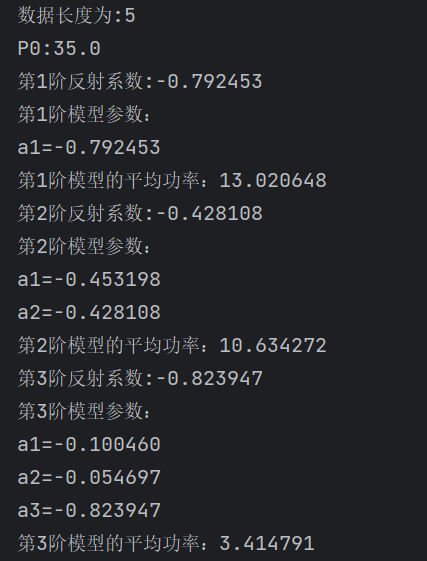 数据长度为:5
P0:35.0
第1阶反射系数:-0.792453
第1阶模型参数:
a1=-0.792453
第1阶模型的平均功率：13.020648
第2阶反射系数:-0.428108
第2阶模型参数:
a1=-0.453198
a2=-0.428108
第2阶模型的平均功率：10.634272
第3阶反射系数:-0.823947
第3阶模型参数:
a1=-0.100460
a2=-0.054697
a3=-0.823947
第3阶模型的平均功率：3.414791